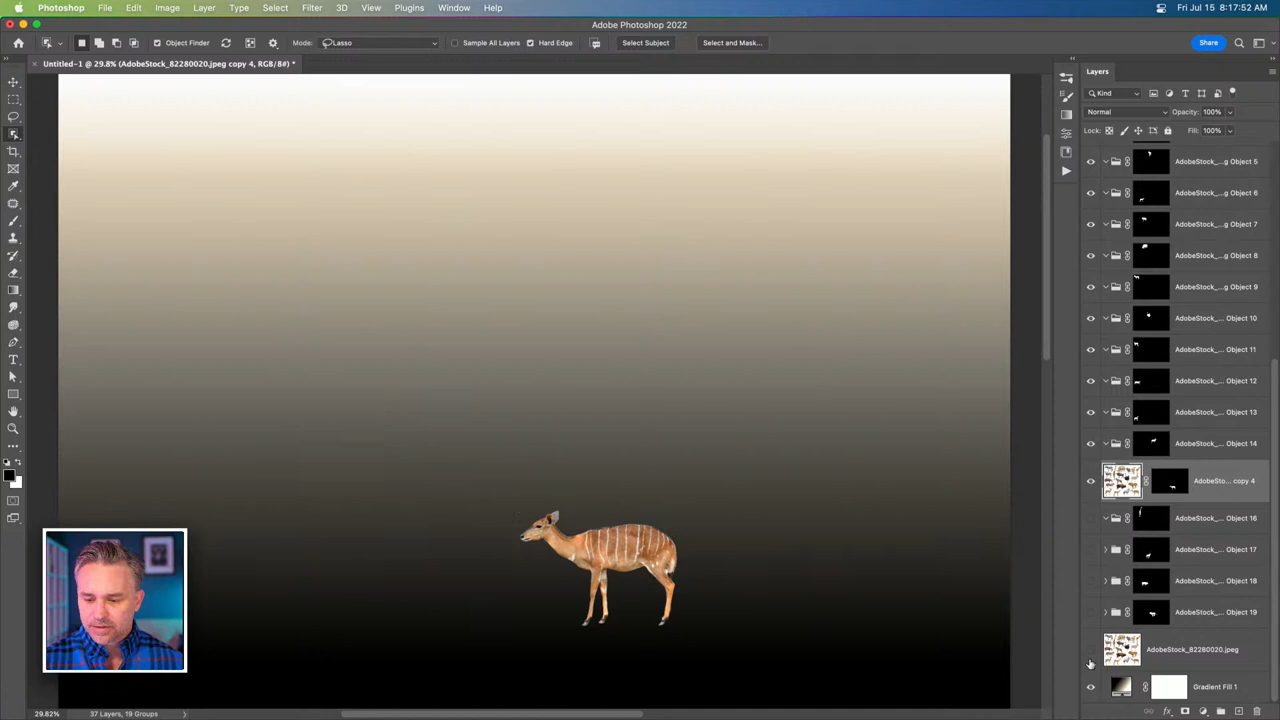 Photoshop File Edit Image Layer Type Select Filter 3D View Plugins Window Help Fri Jul 15 8:17:52 AM
Adobe Photoshop 2022
Object Finder Mode: Lasso Sample All Layers Hard Edge Select Subject Select and Mask... Share
Untitled-1 @ 29.8% (AdobeStock_82280020.jpeg copy 4, RGB/8#) *
Layers
Kind
Normal Opacity: 100%
Lock: Fill: 100%
AdobeStock_...g Object 5
AdobeStock_...g Object 6
AdobeStock_...g Object 7
AdobeStock_...g Object 8
AdobeStock_...g Object 9
AdobeStock_... Object 10
AdobeStock_... Object 11
AdobeStock_... Object 12
AdobeStock_... Object 13
AdobeStock_... Object 14
AdobeSto... copy 4
AdobeStock_... Object 16
AdobeStock_... Object 17
AdobeStock_... Object 18
AdobeStock_... Object 19
AdobeStock_82280020.jpeg
Gradient Fill 1
29.82% 37 Layers, 19 Groups